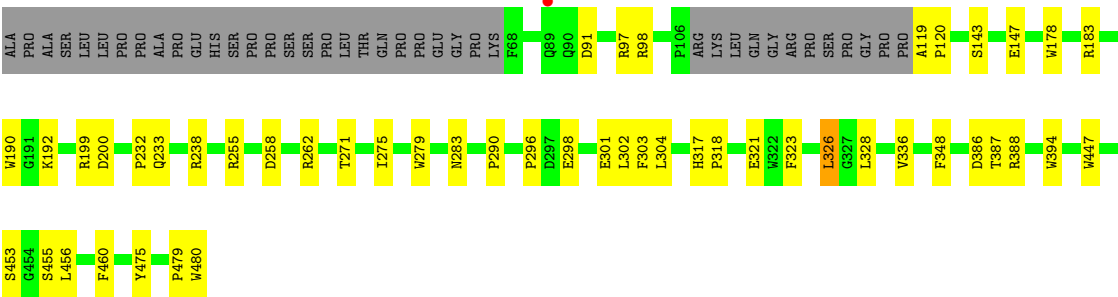 ALA PRO ALA SER LEU LEU PRO PRO ALA PRO GLU HIS SER PRO PRO SER SER PRO LEU THR GLN PRO PRO GLU GLY PRO LYS F68 Q89 Q90 D91 R97 R98 P106 ARG LYS LEU GLN GLY ARG PRO SER PRO GLY PRO PRO A119 P120 S143 E147 W178 R183
W190 G191 K192 R199 D200 P232 Q233 R238 R255 D258 R262 T271 I275 W279 N283 P290 P296 D297 E298 E301 L302 F303 L304 H317 P318 E321 W322 F323 L326 G327 L328 V336 F348 D386 T387 R388 W394 W447
S453 G454 S455 L456 F460 Y475 P479 W480